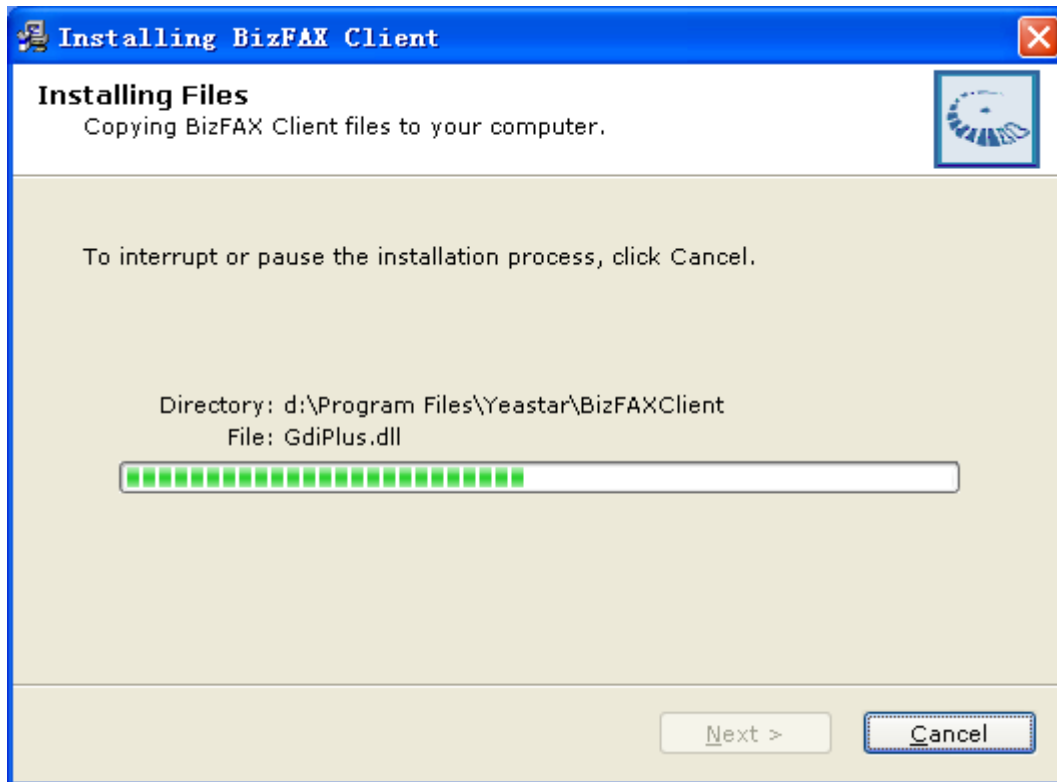 Installing BizFAX Client
Installing Files
Copying BizFAX Client files to your computer.
To interrupt or pause the installation process, click Cancel.
Directory: d:\Program Files\Yeastar\BizFAXClient
File: GdiPlus.dll
Next >
Cancel